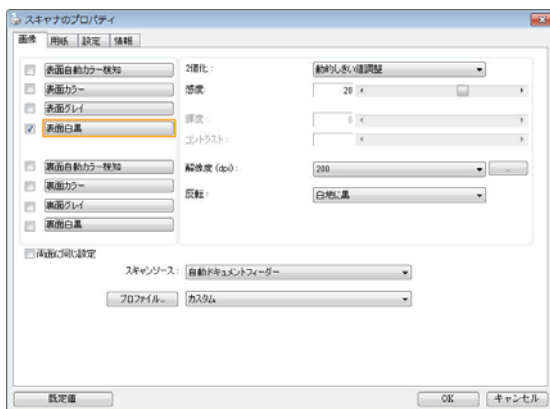 スキャナのプロパティ
画像 用紙 設定 情報
表面自動カラー検知
表面カラー
表面グレイ
表面白黒
裏面自動カラー検知
裏面カラー
裏面グレイ
裏面白黒
2値化: 動的しきい値調整
感度: 20
輝度: 0
コントラスト:
解像度 (dpi): 200 ...
反転: 白地に黒
両面に同じ設定
スキャンソース: 自動ドキュメントフィーダー
プロファイル... カスタム
既定値 OK キャンセル